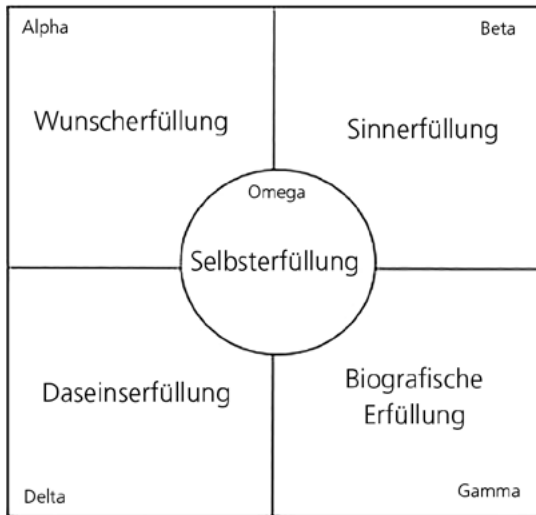 Alpha
Beta
Wunscherfüllung
Sinnerfüllung
Omega
Selbsterfüllung
Daseinserfüllung
Biografische
Erfüllung
Delta
Gamma